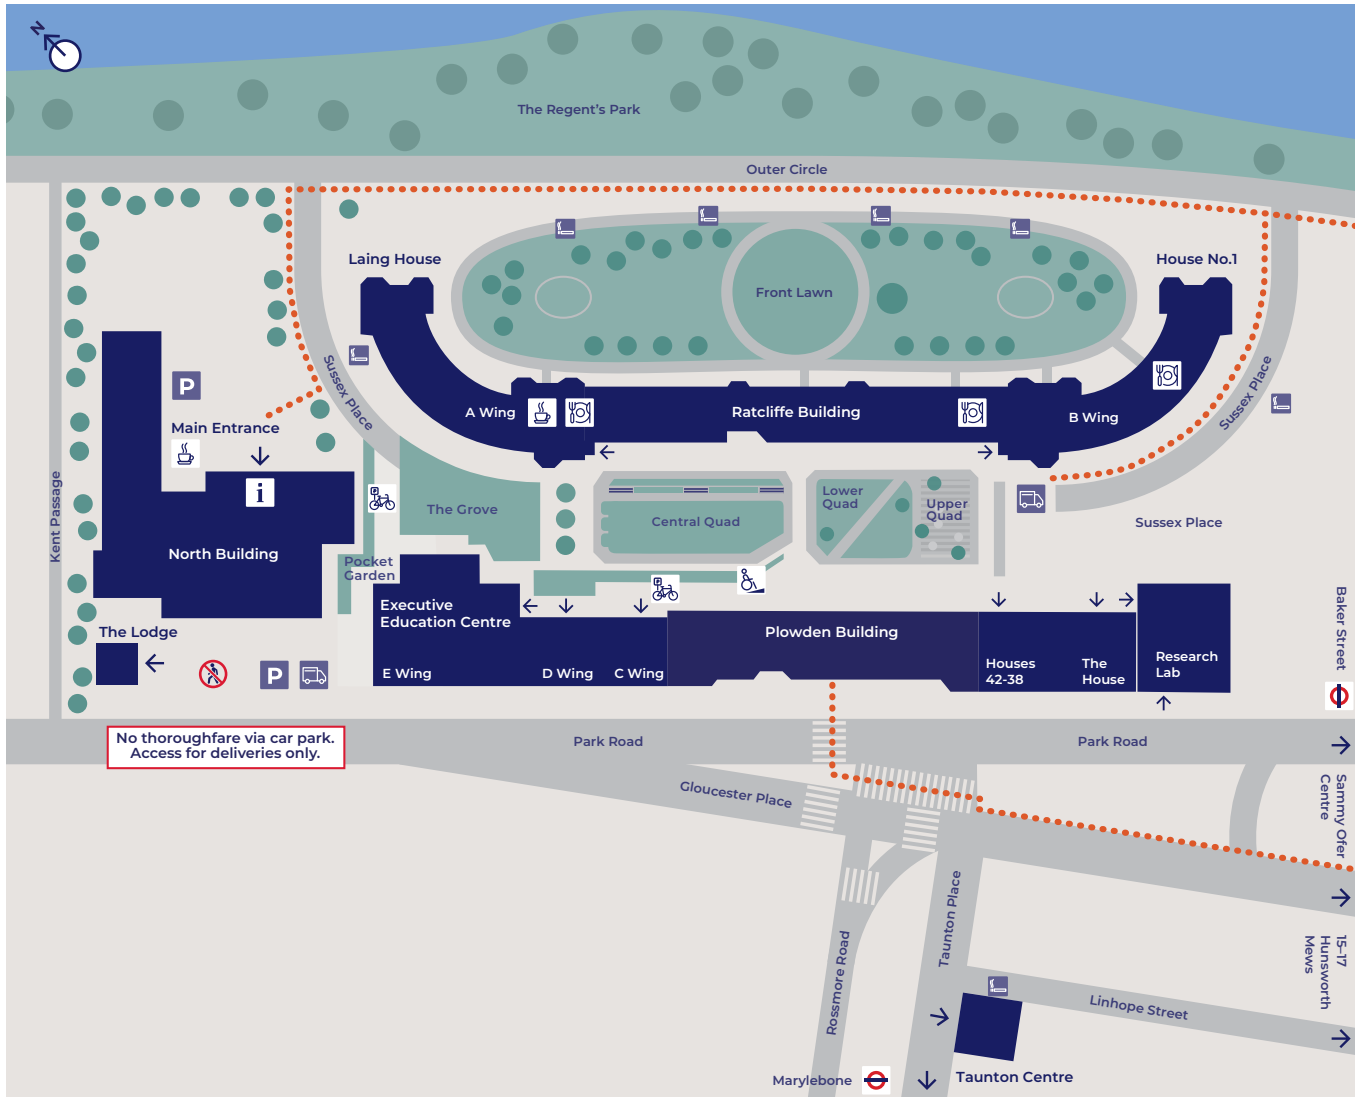 N
The Regent's Park
Outer Circle
Laing House
House No.1
Front Lawn
Sussex Place
Sussex Place
P
A Wing
Ratcliffe Building
B Wing
Main Entrance
i
Kent Passage
P
The Grove
Central Quad
Lower
Quad
Upper
Quad
Sussex Place
North Building
Pocket
Garden
P
Executive
Education Centre
The Lodge
Plowden Building
Baker Street
P
E Wing
D Wing
C Wing
Houses
42-38
The
House
Research
Lab
No thoroughfare via car park.
Access for deliveries only.
Park Road
Park Road
Gloucester Place
Sammy Ofer
Centre
Taunton Place
Rossmore Road
15–17
Hunsworth
Mews
Linhope Street
Marylebone
Taunton Centre